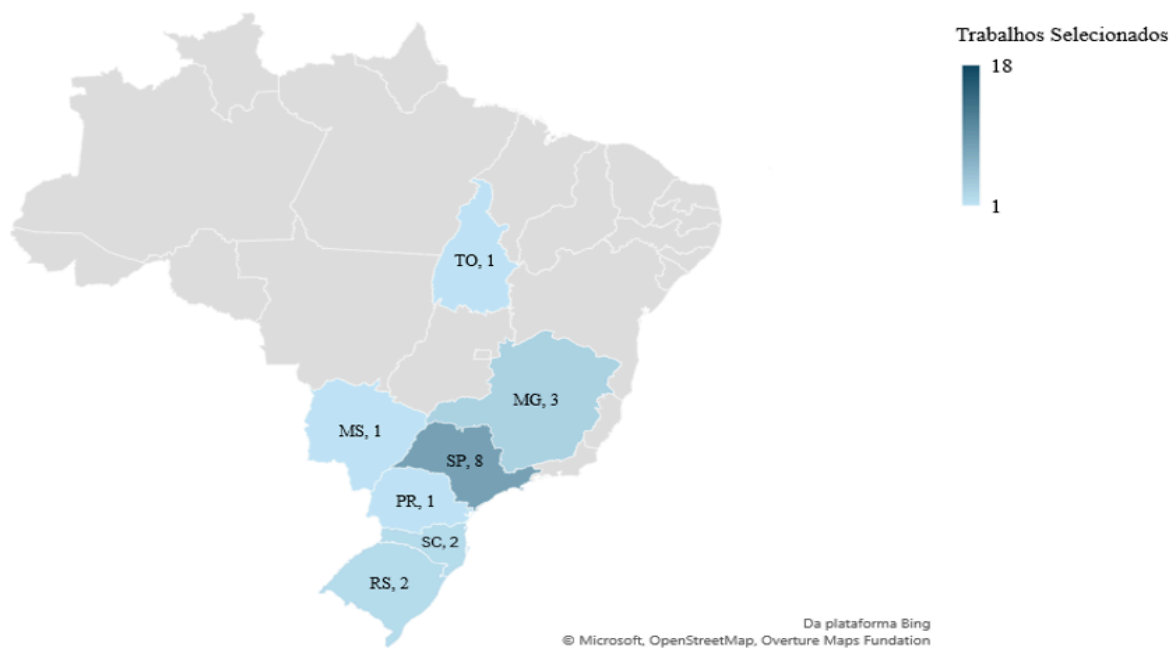 Trabalhos Selecionados
18
1
TO, 1
MG, 3
MS, 1
SP, 8
PR, 1
SC, 2
RS, 2
Da plataforma Bing
© Microsoft, OpenStreetMap, Overture Maps Fundation